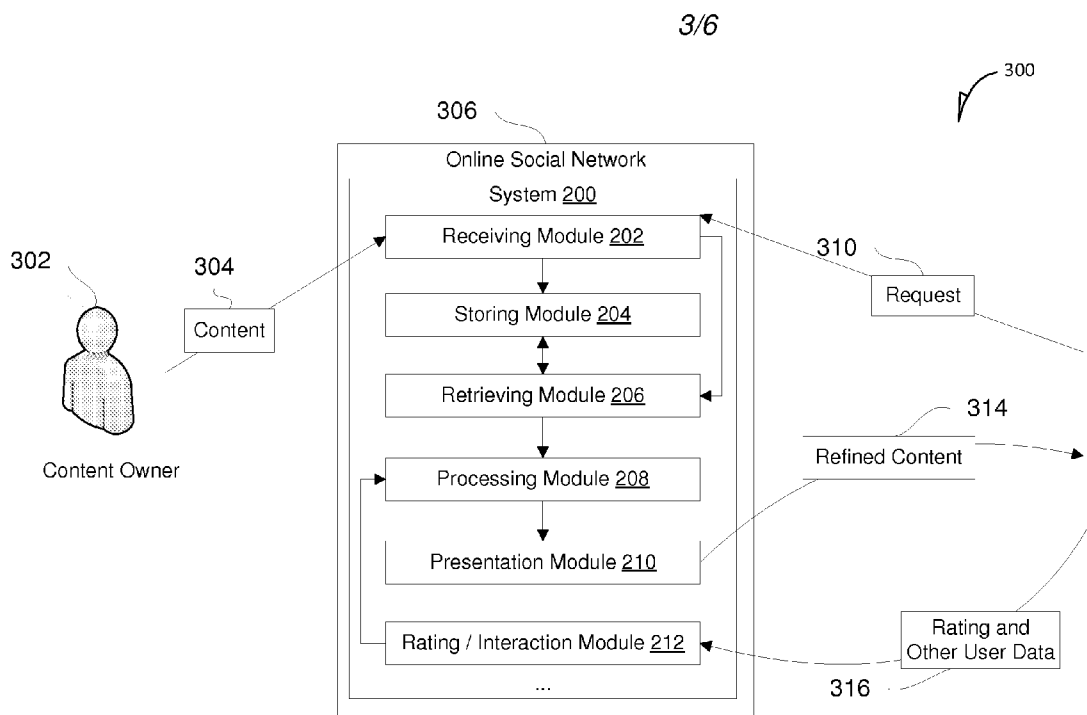 3/6
300
306
Online Social Network
System 200
Receiving Module 202
310
302
304
Request
Content
Storing Module 204
Retrieving Module 206
314
Content Owner
Refined Content
Processing Module 208
Presentation Module 210
Rating / Interaction Module 212
Rating and
Other User Data
316
...